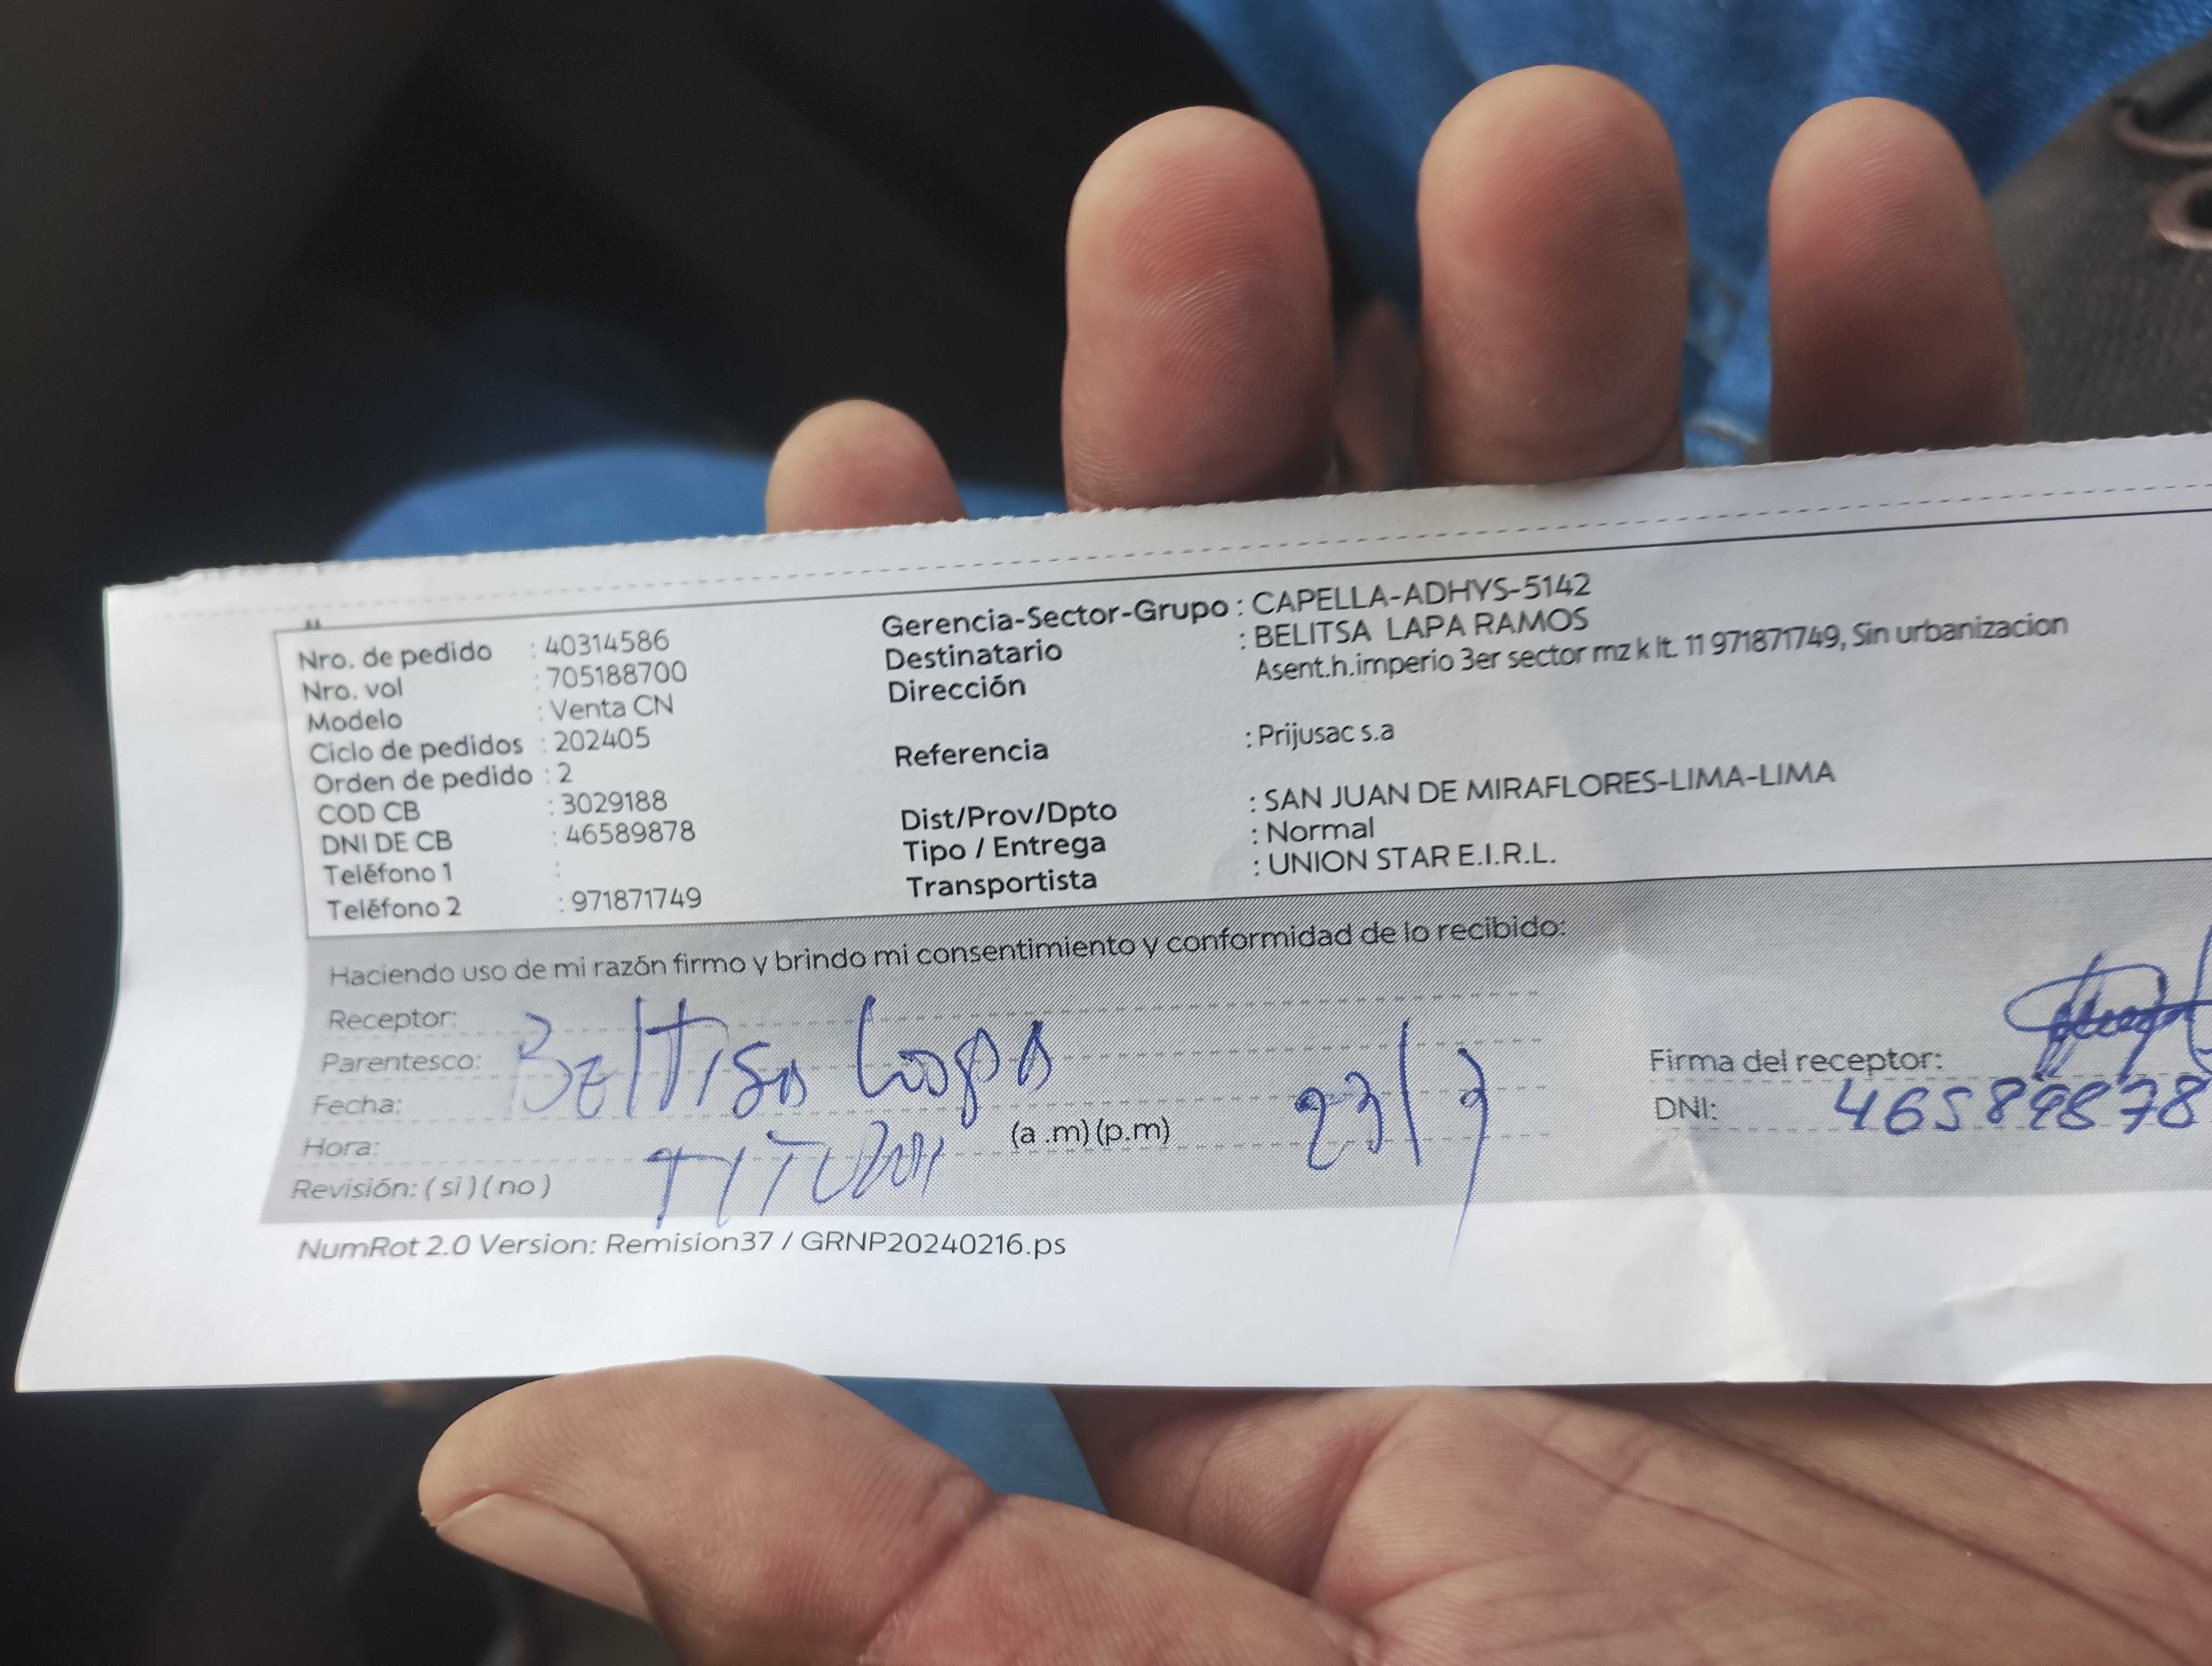 Nro. de pedido : 40314586
Nro. vol : 705188700
Modelo : Venta CN
Ciclo de pedidos : 202405
Orden de pedido : 2
COD CB : 3029188
DNI DE CB : 46589878
Teléfono 1 :
Teléfono 2 : 971871749
Gerencia-Sector-Grupo : CAPELLA-ADHYS-5142
Destinatario : BELITSA LAPA RAMOS
Dirección Asent.h.imperio 3er sector mz k lt. 11 971871749, Sin urbanizacion
Referencia : Prijusac s.a
Dist/Prov/Dpto : SAN JUAN DE MIRAFLORES-LIMA-LIMA
Tipo / Entrega : Normal
Transportista : UNION STAR E.I.R.L.
Haciendo uso de mi razón firmo y brindo mi consentimiento y conformidad de lo recibido:
Receptor:
Parentesco:
Fecha: 23/3
Hora: (a .m) (p.m)
Revisión: ( si ) ( no )
Firma del receptor:
DNI: 46589878
NumRot 2.0 Version: Remision37 / GRNP20240216.ps